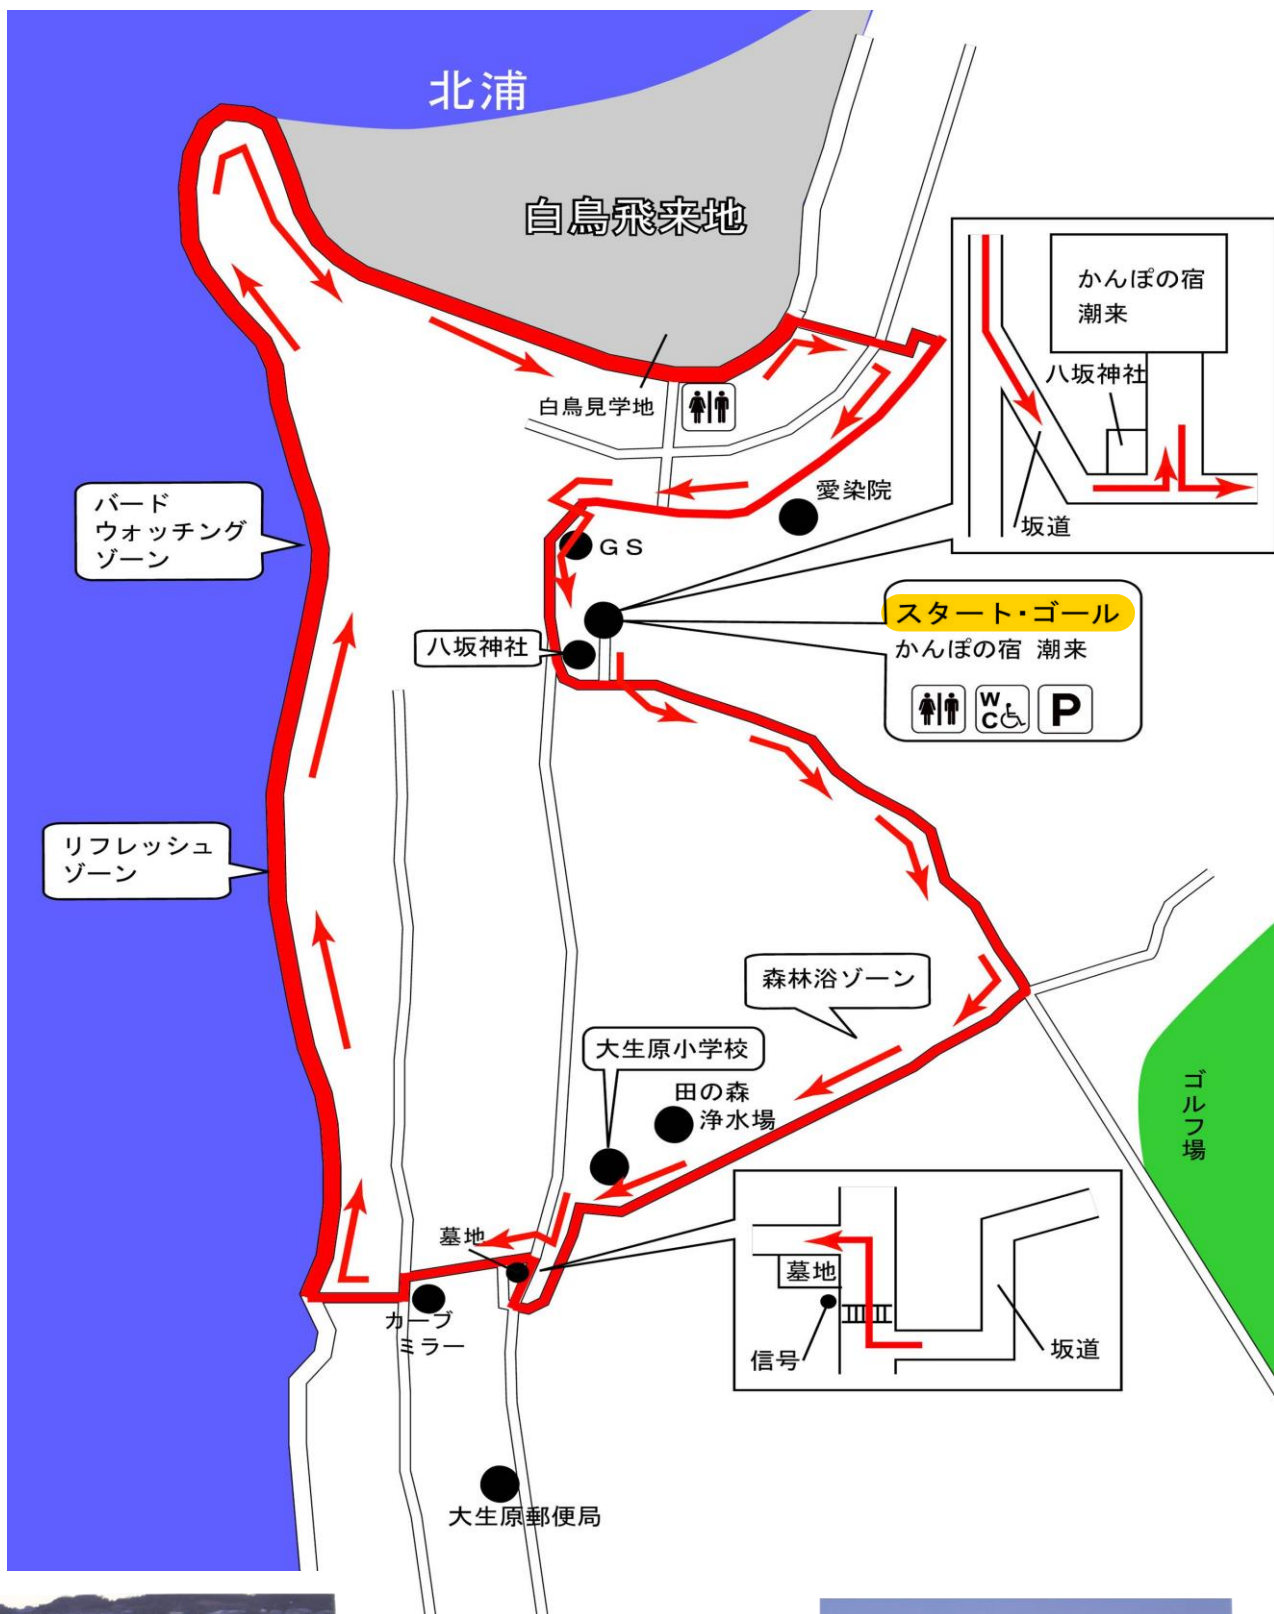 北浦
白鳥飛来地
かんぽの宿
潮来
八坂神社
坂道
白鳥見学地
愛染院
バード
ウォッチング
ゾーン
GS
スタート・ゴール
かんぽの宿 潮来
WC
P
八坂神社
リフレッシュ
ゾーン
森林浴ゾーン
大生原小学校
田の森
浄水場
ゴルフ場
墓地
カーブ
ミラー
墓地
信号
坂道
大生原郵便局